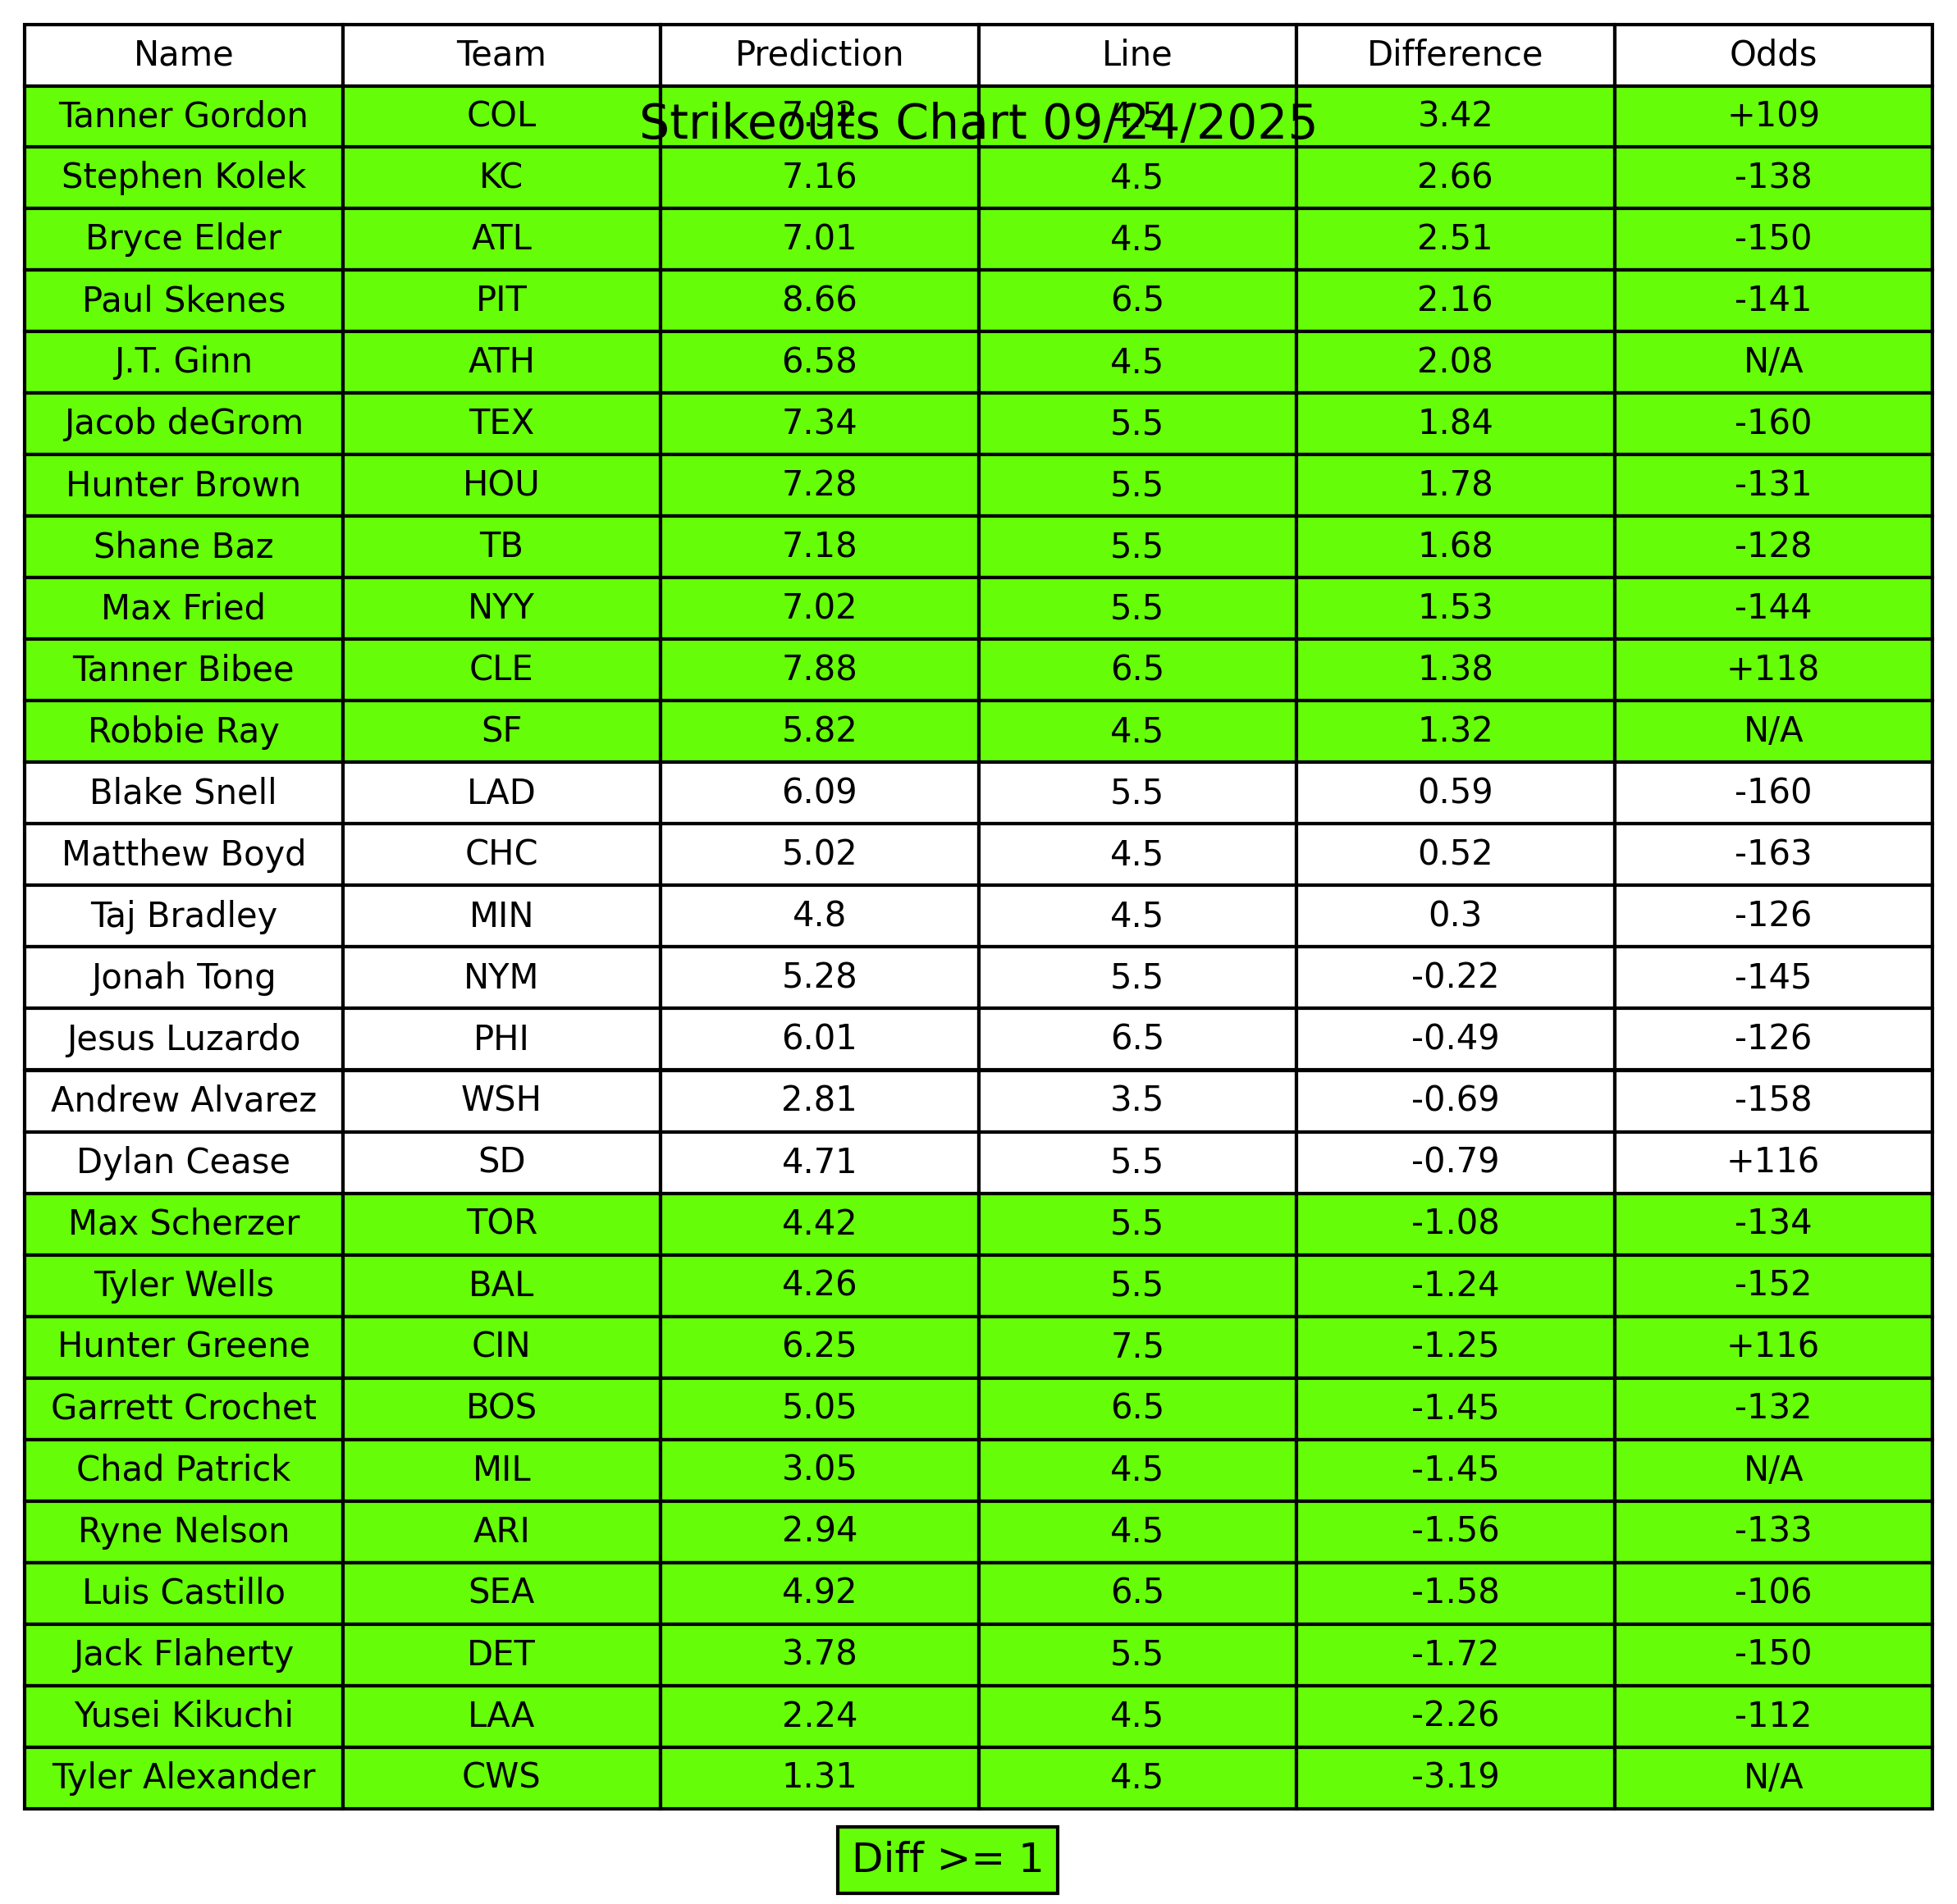 Name Team Prediction Line Difference Odds
Strikeouts Chart 09/24/2025
Tanner Gordon COL 7.92 4.5 3.42 +109
Stephen Kolek KC 7.16 4.5 2.66 -138
Bryce Elder ATL 7.01 4.5 2.51 -150
Paul Skenes PIT 8.66 6.5 2.16 -141
J.T. Ginn ATH 6.58 4.5 2.08 N/A
Jacob deGrom TEX 7.34 5.5 1.84 -160
Hunter Brown HOU 7.28 5.5 1.78 -131
Shane Baz TB 7.18 5.5 1.68 -128
Max Fried NYY 7.02 5.5 1.53 -144
Tanner Bibee CLE 7.88 6.5 1.38 +118
Robbie Ray SF 5.82 4.5 1.32 N/A
Blake Snell LAD 6.09 5.5 0.59 -160
Matthew Boyd CHC 5.02 4.5 0.52 -163
Taj Bradley MIN 4.8 4.5 0.3 -126
Jonah Tong NYM 5.28 5.5 -0.22 -145
Jesus Luzardo PHI 6.01 6.5 -0.49 -126
Andrew Alvarez WSH 2.81 3.5 -0.69 -158
Dylan Cease SD 4.71 5.5 -0.79 +116
Max Scherzer TOR 4.42 5.5 -1.08 -134
Tyler Wells BAL 4.26 5.5 -1.24 -152
Hunter Greene CIN 6.25 7.5 -1.25 +116
Garrett Crochet BOS 5.05 6.5 -1.45 -132
Chad Patrick MIL 3.05 4.5 -1.45 N/A
Ryne Nelson ARI 2.94 4.5 -1.56 -133
Luis Castillo SEA 4.92 6.5 -1.58 -106
Jack Flaherty DET 3.78 5.5 -1.72 -150
Yusei Kikuchi LAA 2.24 4.5 -2.26 -112
Tyler Alexander CWS 1.31 4.5 -3.19 N/A
Diff >= 1